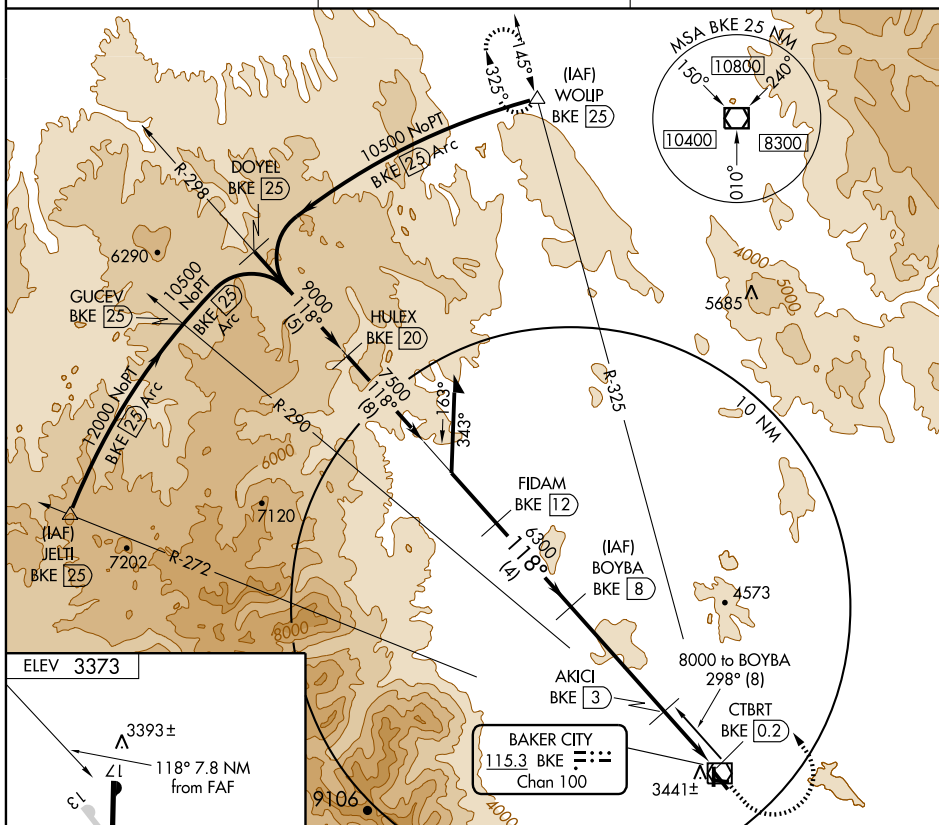 MSA BKE 25 NM
150°
10800
240°
10400
8300
010°
145°
325°
(IAF)
WOLIP
BKE 25
10500 NoPT
BKE 25 Arc
R-298
DOYEL
BKE 25
6290
GUCEV
BKE 25
10500
NoPT
BKE 25
Arc
9000
118°
(5)
HULEX
BKE 20
7500
118°
(8)
163°
343°
4000
5000
5685
R-325
10 NM
12000 NoPT
BKE 25 Arc
R-290
6000
7120
(IAF)
JELTI
BKE 25
7202
R-272
8000
FIDAM
BKE 12
6300
118°
(4)
(IAF)
BOYBA
BKE 8
4573
8000 to BOYBA
298° (8)
AKICI
BKE 3
CTBRT
BKE 0.2
BAKER CITY
115.3 BKE
Chan 100
3441±
ELEV 3373
3393±
17
13
118° 7.8 NM
from FAF
9106
4000